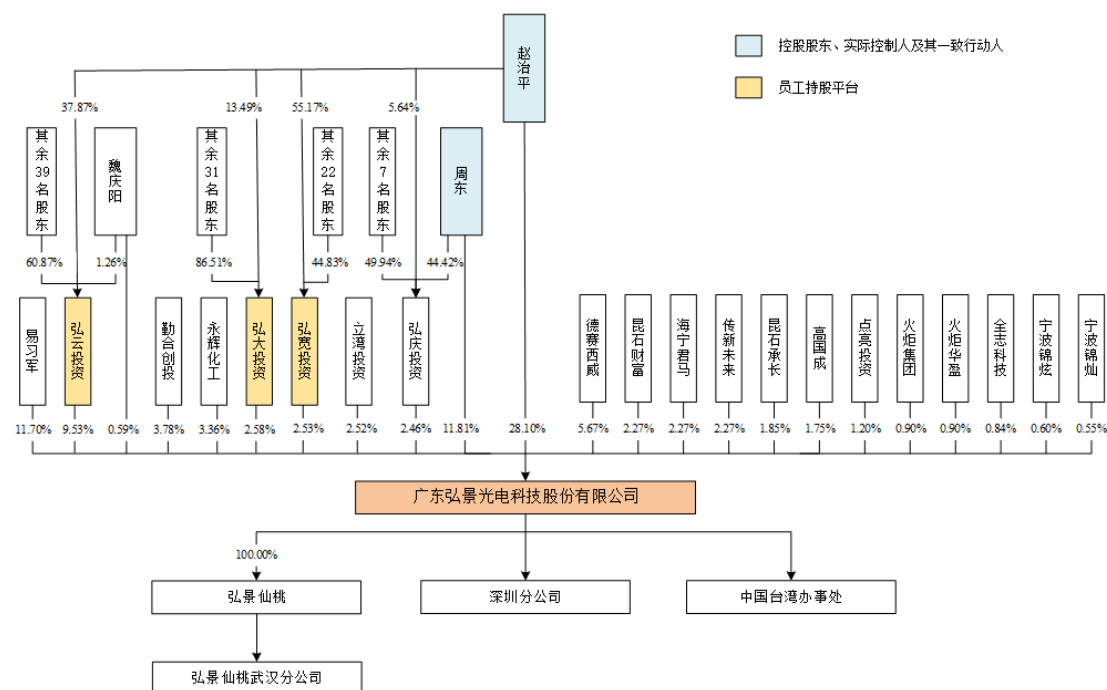 赵治平
控股股东、实际控制人及其一致行动人
员工持股平台
37.87%
13.49%
55.17%
5.64%
其余39名股东
魏庆阳
其余31名股东
其余22名股东
其余7名股东
周东
60.87%
1.26%
86.51%
44.83%
49.94%
44.42%
易习军
弘云投资
勤合创投
永辉化工
弘大投资
弘宽投资
立湾投资
弘庆投资
德赛西威
昆石财富
海宁君马
传新未来
昆石承长
高国成
点亮投资
火炬集团
火炬华盈
全志科技
宁波锦炫
宁波锦灿
11.70%
9.53%
0.59%
3.78%
3.36%
2.58%
2.53%
2.52%
2.46%
11.81%
28.10%
5.67%
2.27%
2.27%
2.27%
1.85%
1.75%
1.20%
0.90%
0.90%
0.84%
0.60%
0.55%
广东弘景光电科技股份有限公司
100.00%
弘景仙桃
深圳分公司
中国台湾办事处
弘景仙桃武汉分公司